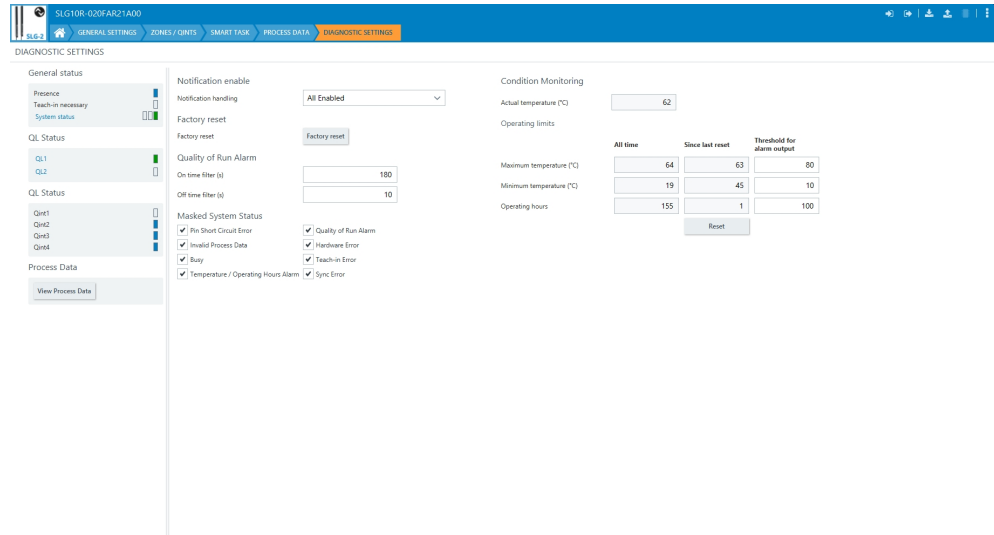 SLG10R-020FAR21A00
SLG-2
GENERAL SETTINGS
ZONES / QINTS
SMART TASK
PROCESS DATA
DIAGNOSTIC SETTINGS
DIAGNOSTIC SETTINGS
General status
Presence
Teach-in necessary
System status
QL Status
QL1
QL2
QL Status
Qint1
Qint2
Qint3
Qint4
Process Data
View Process Data
Notification enable
Notification handling All Enabled
Factory reset
Factory reset Factory reset
Quality of Run Alarm
On time filter (s) 180
Off time filter (s) 10
Masked System Status
Pin Short Circuit Error Quality of Run Alarm
Invalid Process Data Hardware Error
Busy Teach-in Error
Temperature / Operating Hours Alarm Sync Error
Condition Monitoring
Actual temperature (°C) 62
Operating limits
All time Since last reset Threshold for
alarm output
Maximum temperature (°C) 64 63 80
Minimum temperature (°C) 19 45 10
Operating hours 155 1 100
Reset